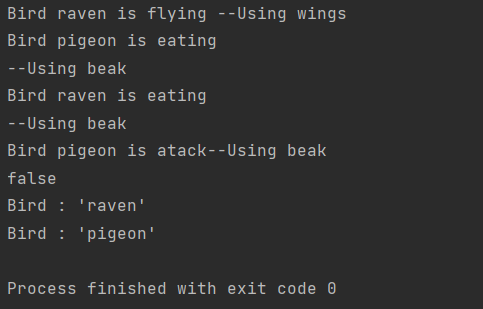 Bird raven is flying --Using wings
Bird pigeon is eating
--Using beak
Bird raven is eating
--Using beak
Bird pigeon is atack--Using beak
false
Bird : 'raven'
Bird : 'pigeon'
Process finished with exit code 0